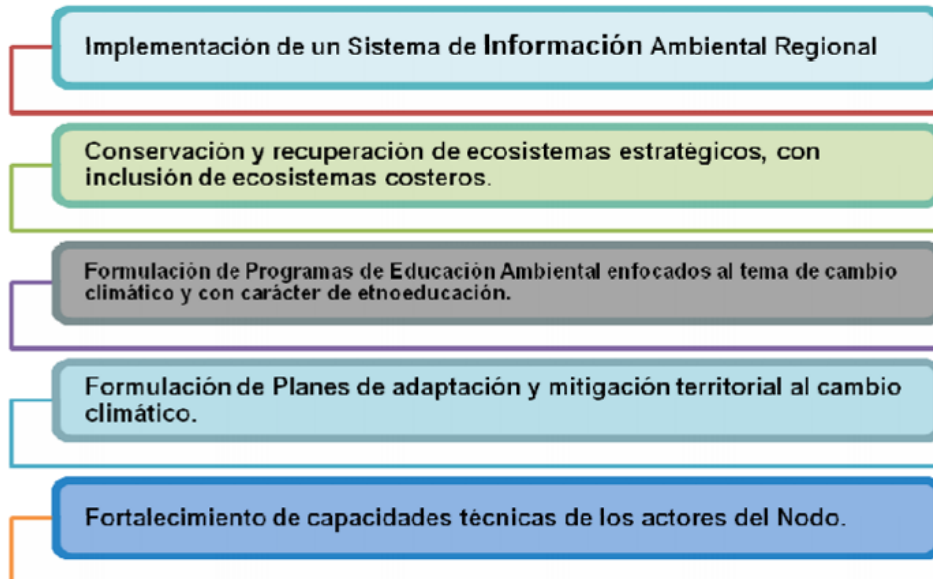 Implementación de un Sistema de Información Ambiental Regional
Conservación y recuperación de ecosistemas estratégicos, con
inclusión de ecosistemas costeros.
Formulación de Programas de Educación Ambiental enfocados al tema de cambio
climático y con carácter de etnoeducación.
Formulación de Planes de adaptación y mitigación territorial al cambio
climático.
Fortalecimiento de capacidades técnicas de los actores del Nodo.